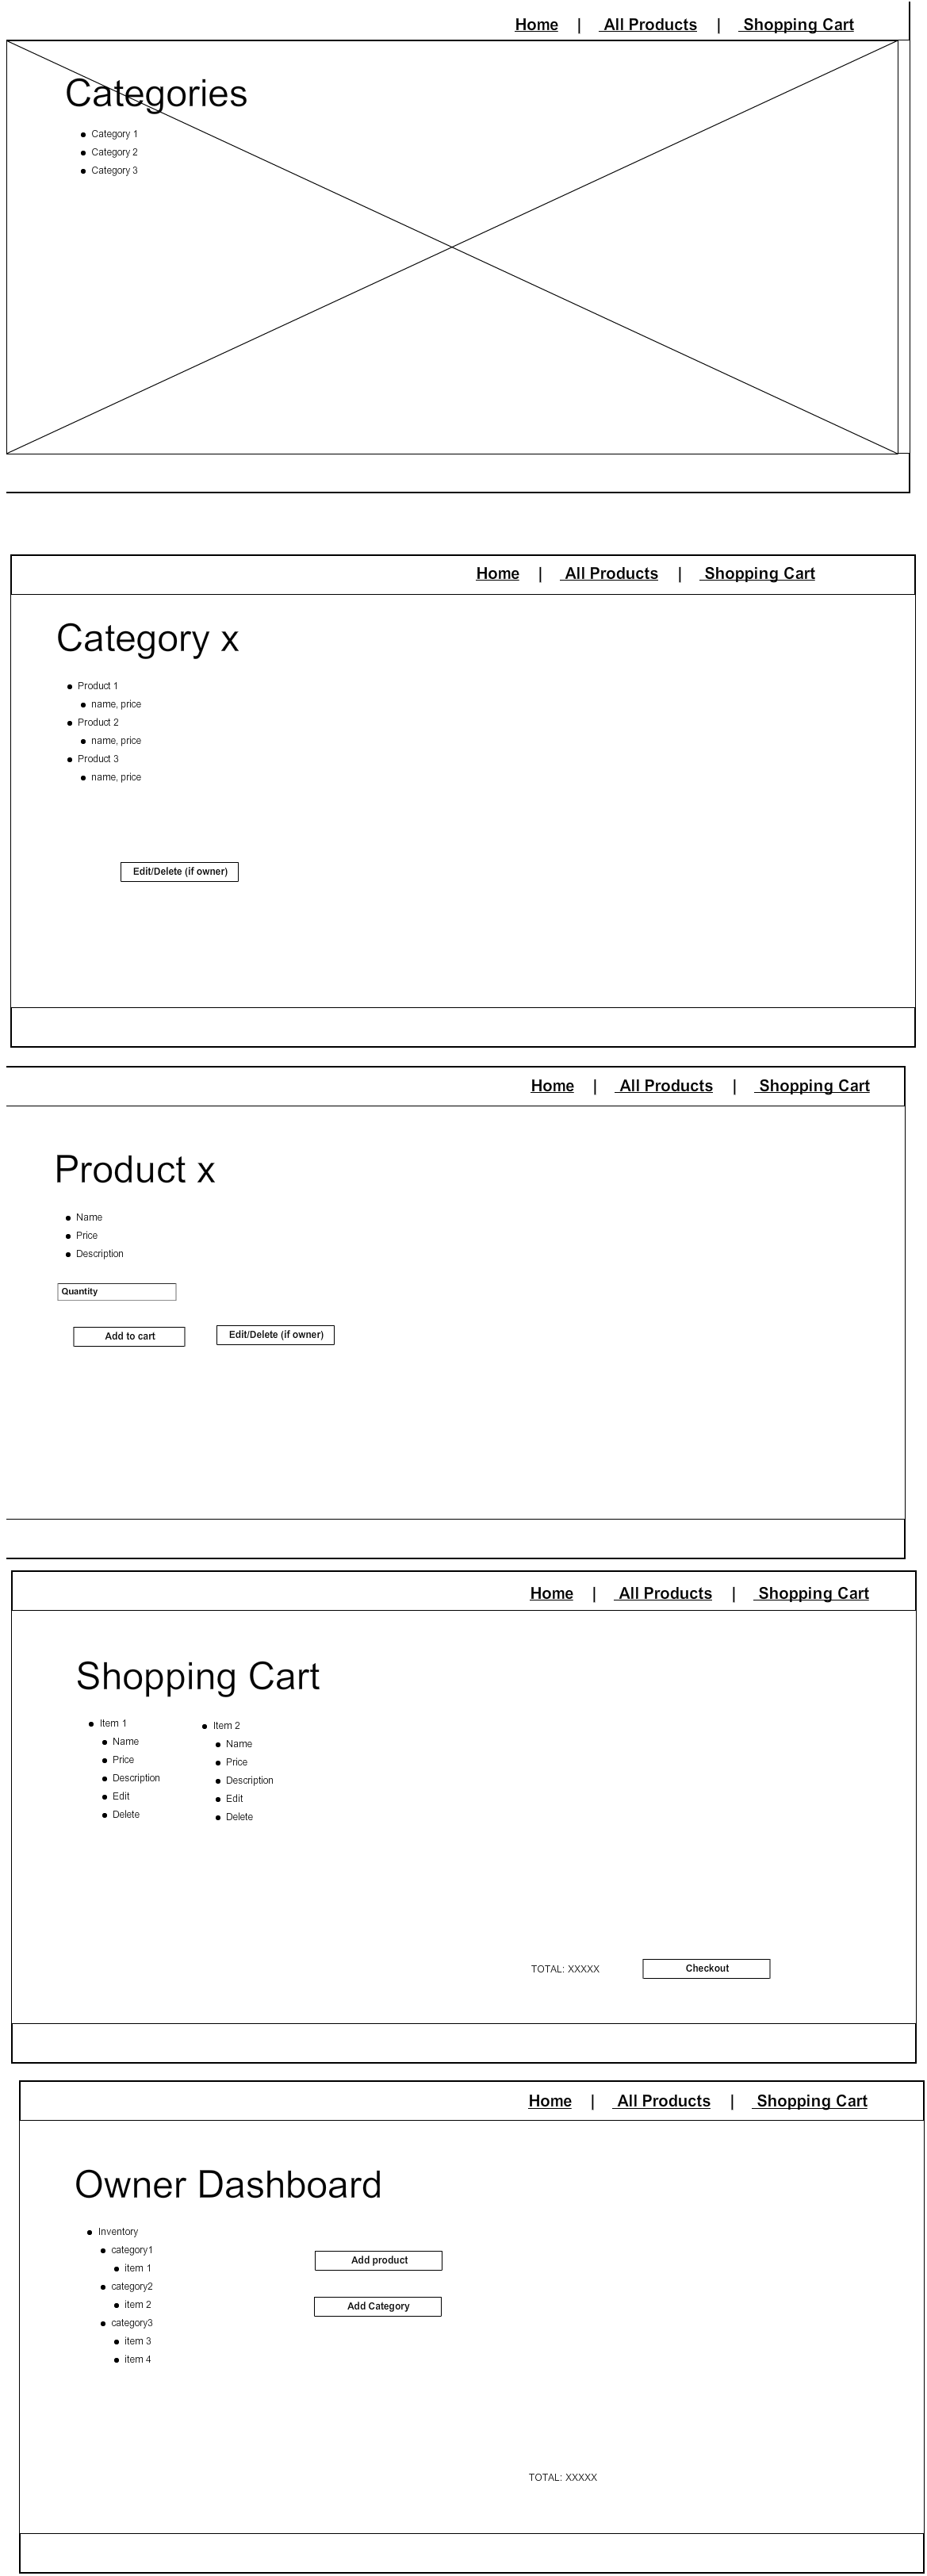 Home | All Products | Shopping Cart
Categories
Category 1
Category 2
Category 3
Home | All Products | Shopping Cart
Category x
Product 1
name, price
Product 2
name, price
Product 3
name, price
Edit/Delete (if owner)
Home | All Products | Shopping Cart
Product x
Name
Price
Description
Quantity
Add to cart Edit/Delete (if owner)
Home | All Products | Shopping Cart
Shopping Cart
Item 1
Name
Price
Description
Edit
Delete
Item 2
Name
Price
Description
Edit
Delete
TOTAL: XXXXX Checkout
Home | All Products | Shopping Cart
Owner Dashboard
Inventory
category1
item 1
category2
item 2
category3
item 3
item 4
Add product
Add Category
TOTAL: XXXXX